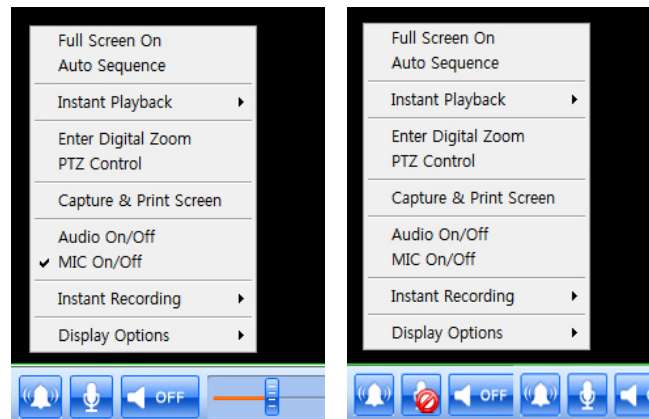 Full Screen On
Auto Sequence
Instant Playback
Enter Digital Zoom
PTZ Control
Capture & Print Screen
Audio On/Off
MIC On/Off
Instant Recording
Display Options
OFF
Full Screen On
Auto Sequence
Instant Playback
Enter Digital Zoom
PTZ Control
Capture & Print Screen
Audio On/Off
MIC On/Off
Instant Recording
Display Options
OFF